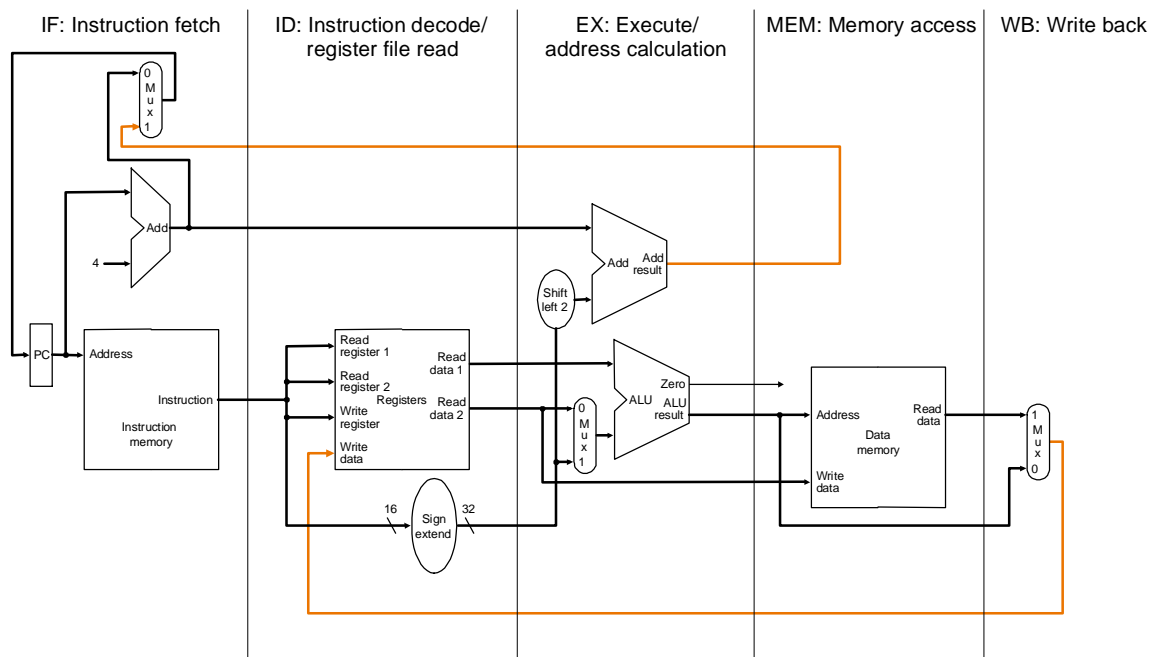 IF: Instruction fetch
ID: Instruction decode/
register file read
EX: Execute/
address calculation
MEM: Memory access
WB: Write back
0
M
u
x
1
Add
4
Add
Add
result
Shift
left 2
PC
Address
Instruction
Instruction
memory
Read
register 1
Read
register 2
Write
register
Write
data
Registers
Read
data 1
Read
data 2
16
Sign
extend
32
0
M
u
x
1
Zero
ALU
ALU
result
Address
Write
data
Data
memory
Read
data
1
M
u
x
0